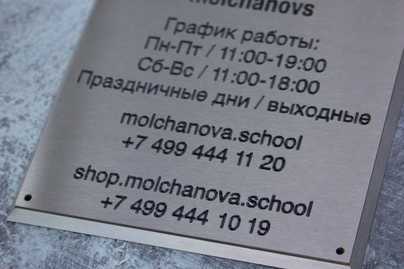 molchanovs
График работы:
Пн-Пт / 11:00-19:00
Сб-Вс / 11:00-18:00
Праздничные дни / выходные
molchanova.school
+7 499 444 11 20
shop.molchanova.school
+7 499 444 10 19